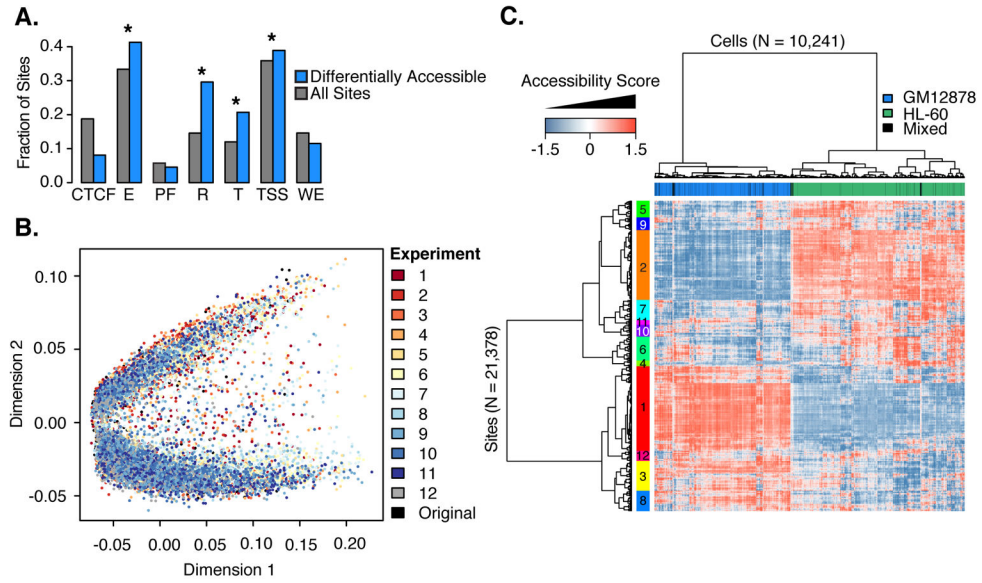 A.
Fraction of Sites
0.4
0.3
0.2
0.1
0.0
* * * *
Differentially Accessible
All Sites
CTCF E PF R T TSS WE
B.
Dimension 2
0.10
0.05
0.00
-0.05
-0.05 0.00 0.05 0.10 0.15 0.20
Dimension 1
Experiment
1
2
3
4
5
6
7
8
9
10
11
12
Original
C.
Cells (N = 10,241)
Accessibility Score
-1.5 0 1.5
GM12878
HL-60
Mixed
Sites (N = 21,378)
5
9
2
7
11
10
6
4
1
12
3
8